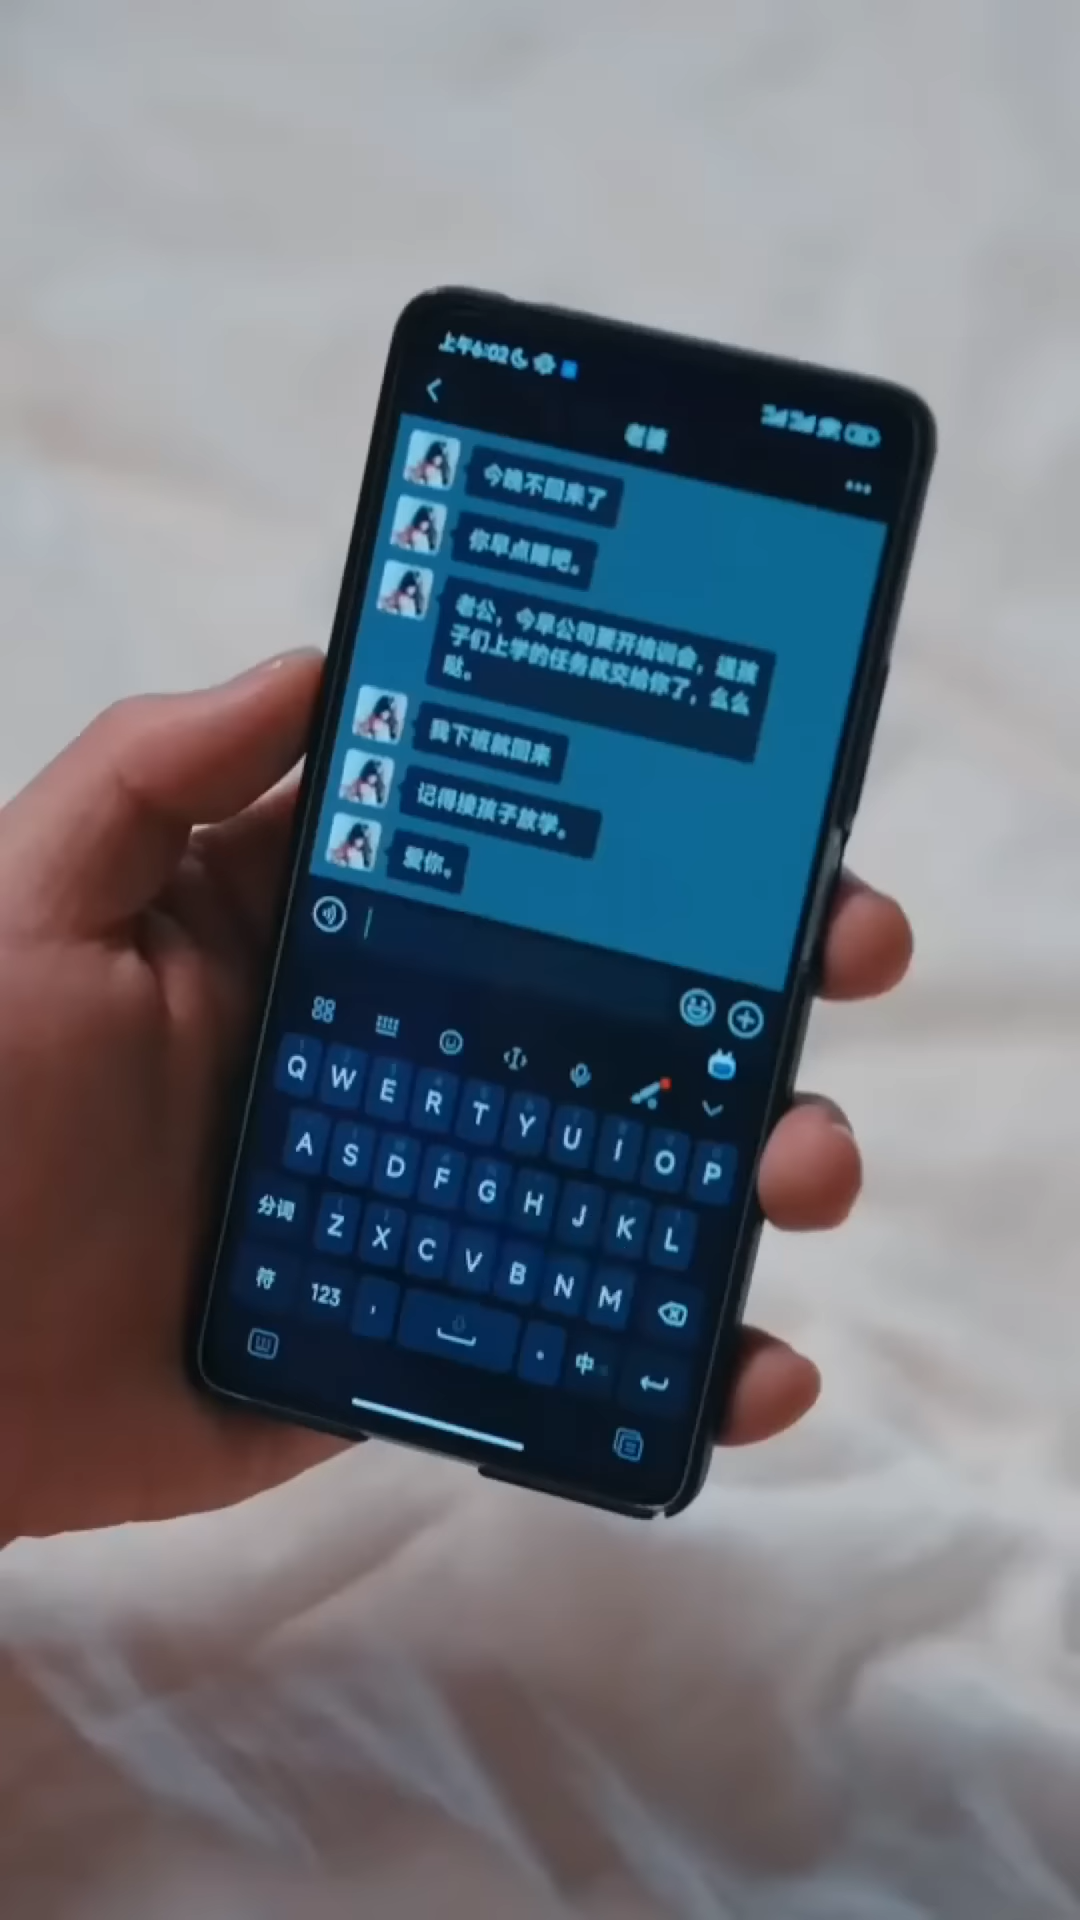 上午6:02
老婆
今晚不回来了
你早点睡吧。
老公，今早公司要开培训会，送孩
子们上学的任务就交给你了，么么
哒。
我下班就回来
记得接孩子放学。
爱你。
Q W E R T Y U I O P
A S D F G H J K L
分词 Z X C V B N M
符 123 , 。 中